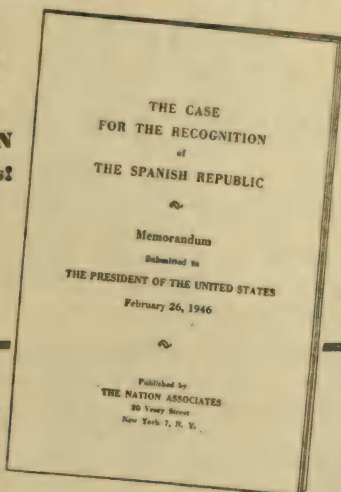 N
s!
THE CASE
FOR THE RECOGNITION
of
THE SPANISH REPUBLIC
Memorandum
Submitted to
THE PRESIDENT OF THE UNITED STATES
February 26, 1946
Published by
THE NATION ASSOCIATES
20 Vesey Street
New York 7, N. Y.